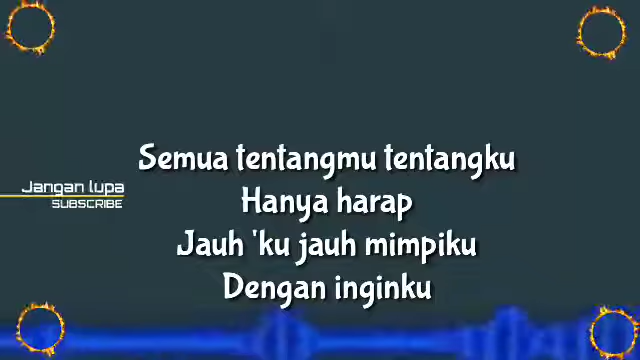 Semua tentangmu tentangku
Jangan lupa
SUBSCRIBE
Hanya harap
Jauh 'ku jauh mimpiku
Dengan inginku